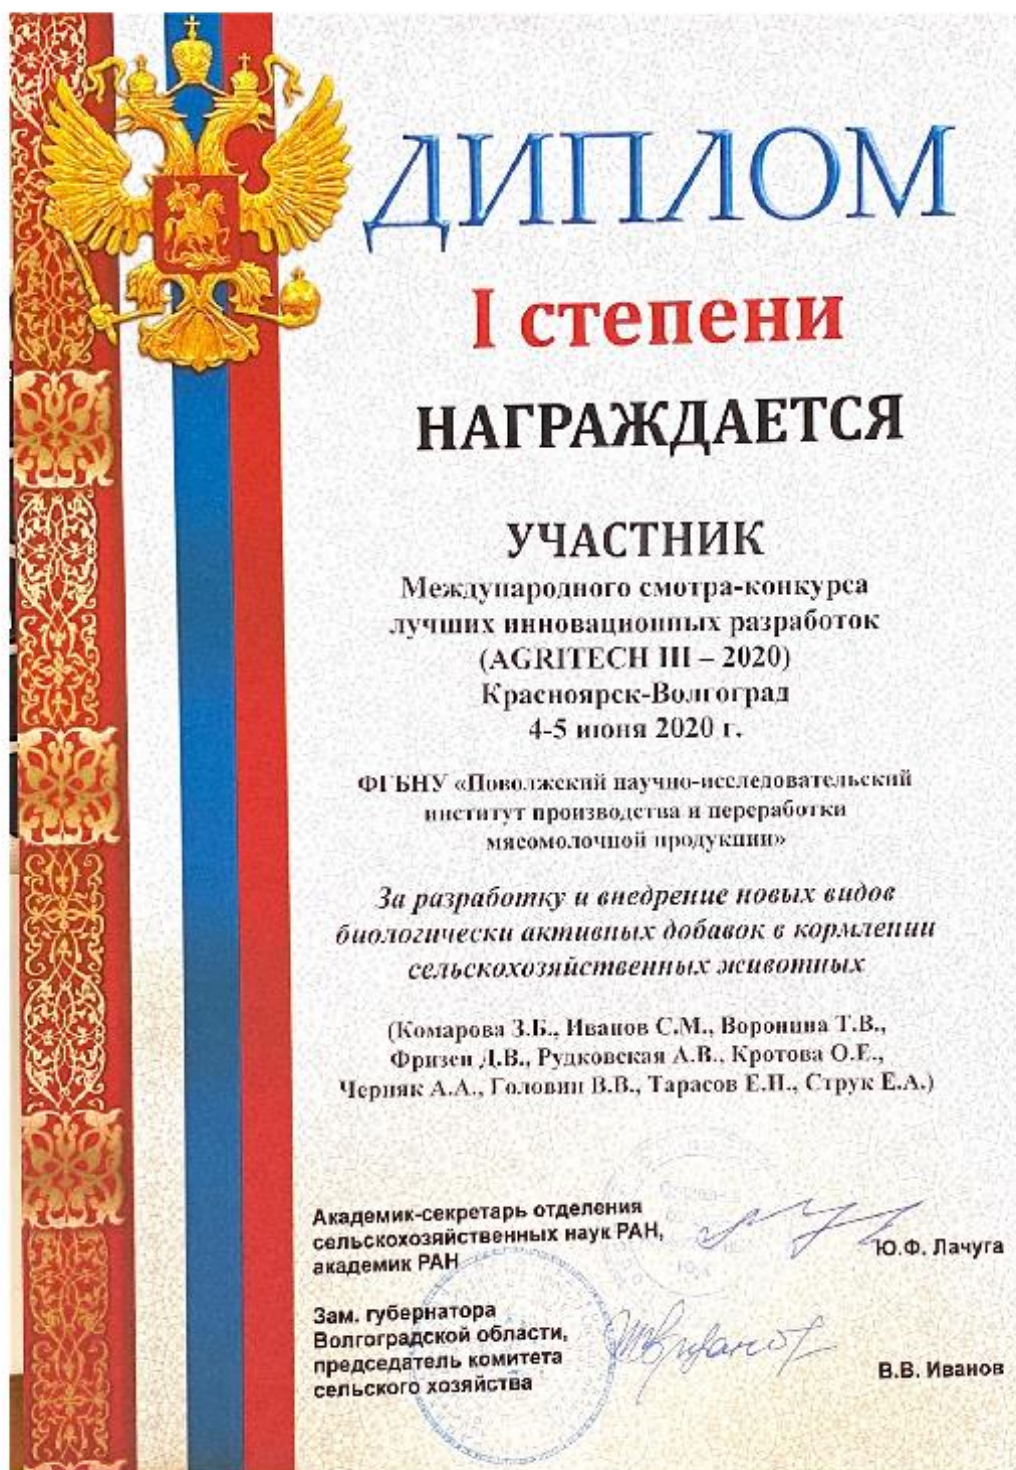 ДИПЛОМ
I степени
НАГРАЖДАЕТСЯ
УЧАСТНИК
Международного смотра-конкурса
лучших инновационных разработок
(AGRITECH III – 2020)
Красноярск-Волгоград
4-5 июня 2020 г.
ФГБНУ «Поволжский научно-исследовательский
институт производства и переработки
мясомолочной продукции»
За разработку и внедрение новых видов
биологически активных добавок в кормлении
сельскохозяйственных животных
(Комарова З.Б., Иванов С.М., Воронина Т.В.,
Фризен Д.В., Рудковская А.В., Кротова О.Е.,
Черняк А.А., Головин В.В., Тарасов Е.Н., Струк Е.А.)
Академик-секретарь отделения
сельскохозяйственных наук РАН,
академик РАН
Ю.Ф. Лачуга
Зам. губернатора
Волгоградской области,
председатель комитета
сельского хозяйства
В.В. Иванов